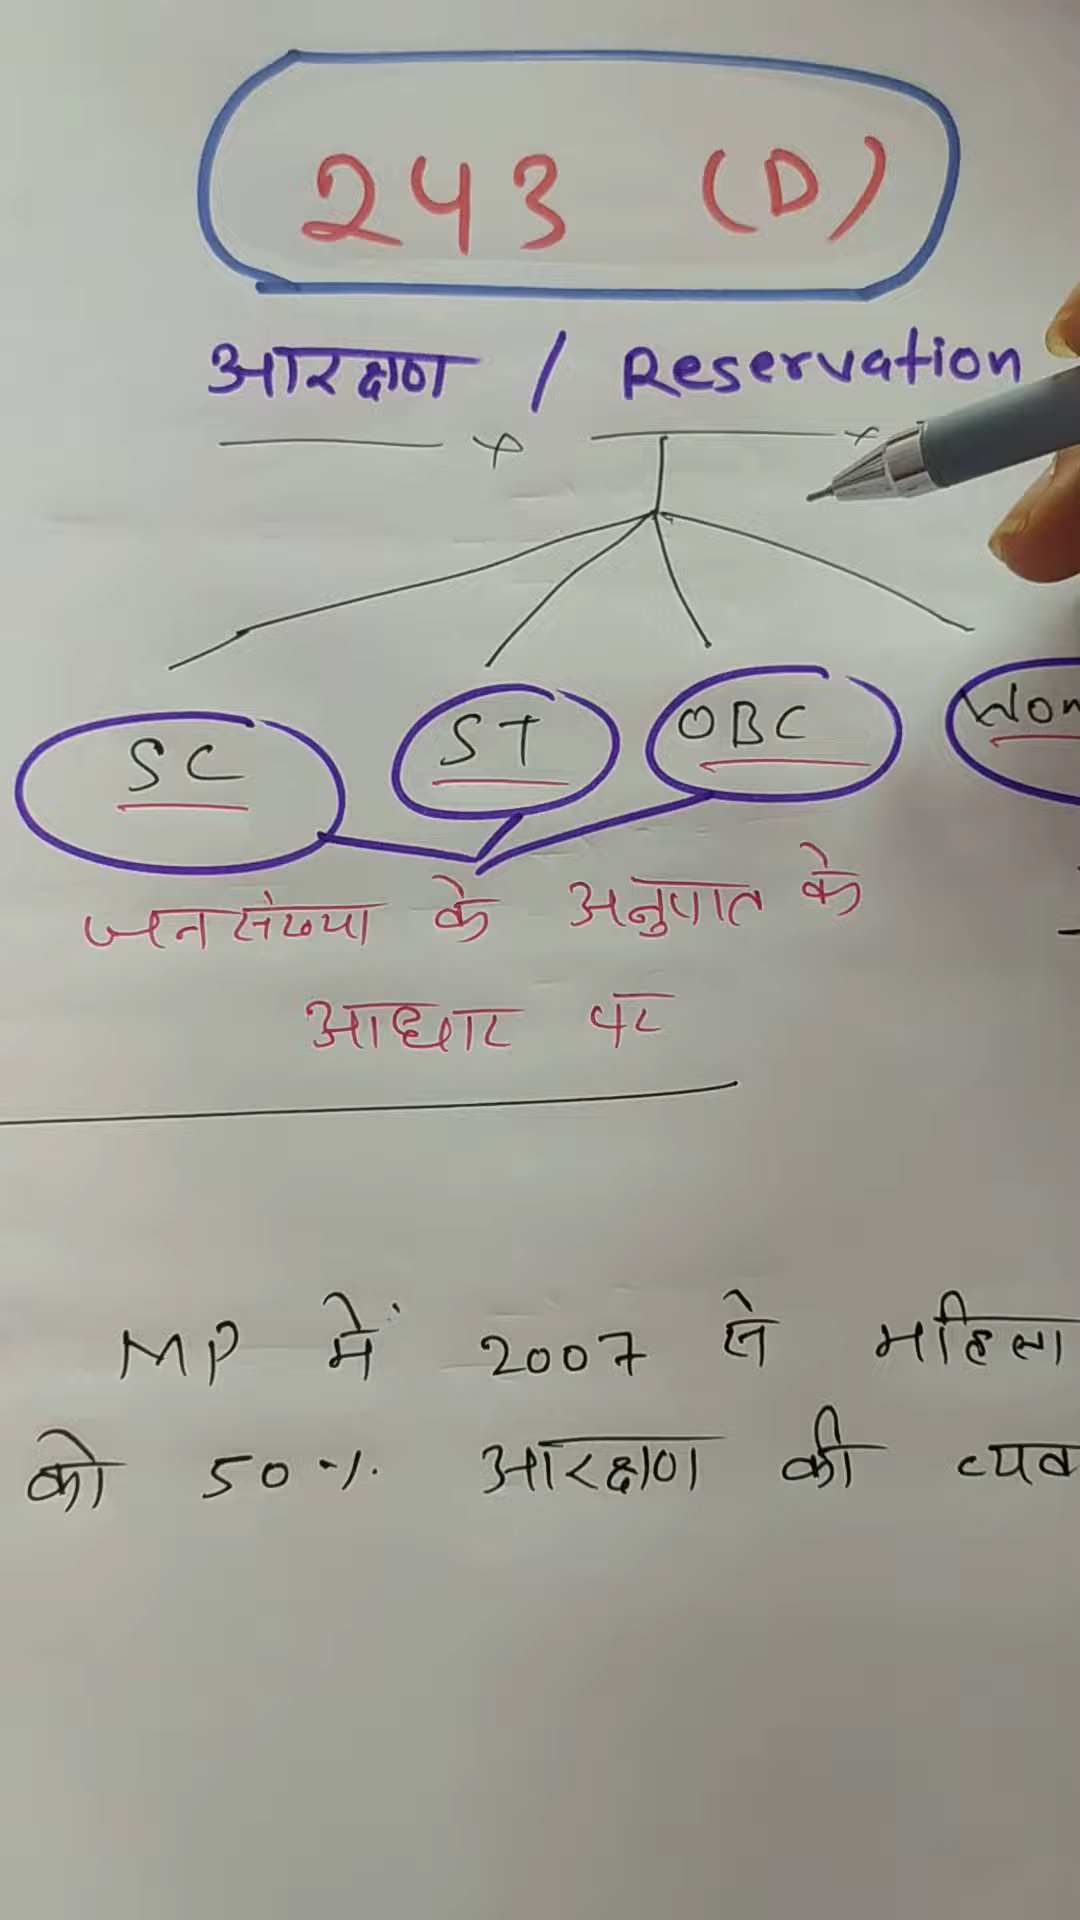 243 (D)
आरक्षण / Reservation
SC ST OBC
जनसंख्या के अनुपात के
आधार पर
MP में 2007 से महिला
को 50% आरक्षण की